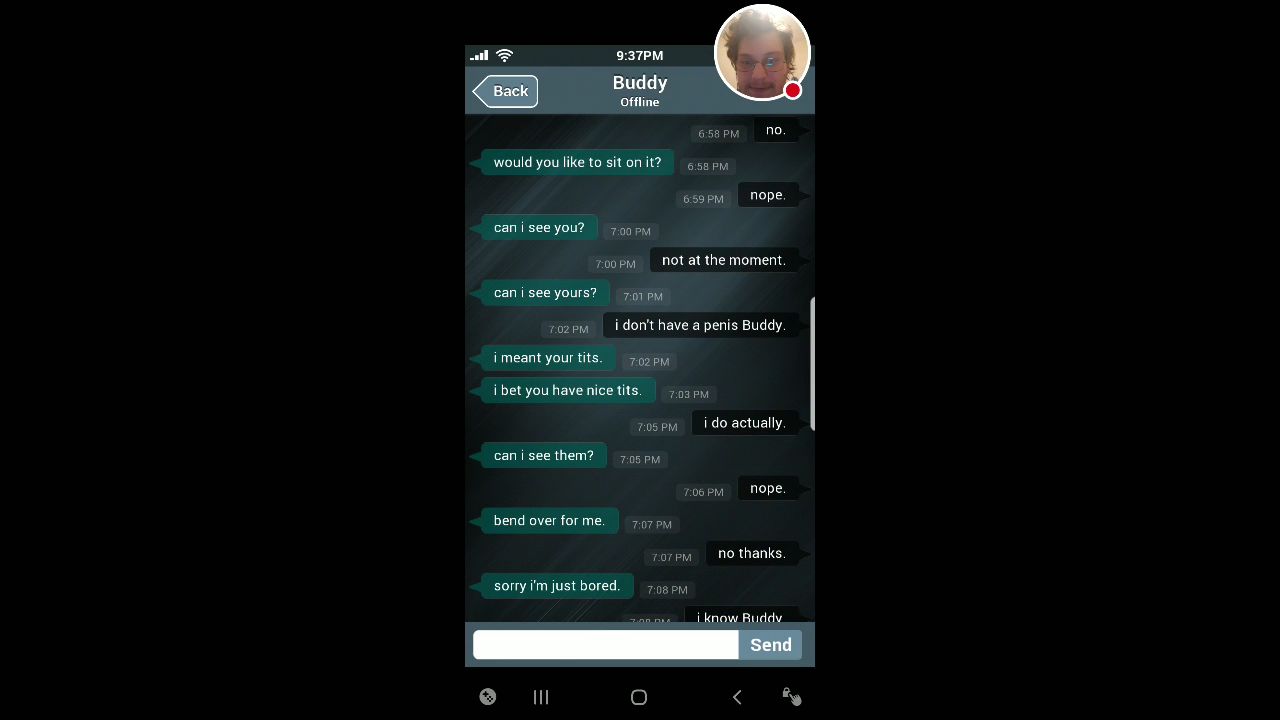 9:37PM
Back
Buddy
Offline
6:58 PM no.
would you like to sit on it? 6:58 PM
6:59 PM nope.
can i see you? 7:00 PM
7:00 PM not at the moment.
can i see yours? 7:01 PM
7:02 PM i don't have a penis Buddy.
i meant your tits. 7:02 PM
i bet you have nice tits. 7:03 PM
7:05 PM i do actually.
can i see them? 7:05 PM
7:06 PM nope.
bend over for me. 7:07 PM
7:07 PM no thanks.
sorry i'm just bored. 7:08 PM
7:08 PM i know Buddy
Send